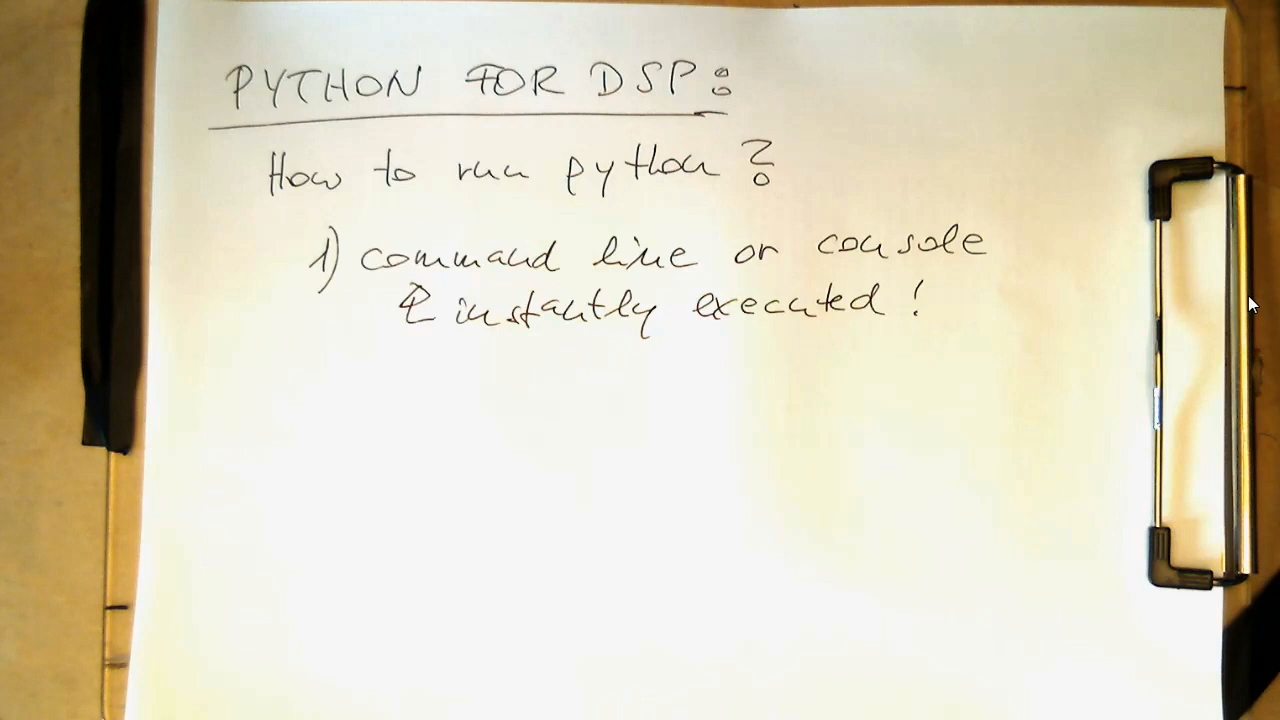 PYTHON FOR DSP:
How to run python?
1) command line or console
↳ instantly executed!